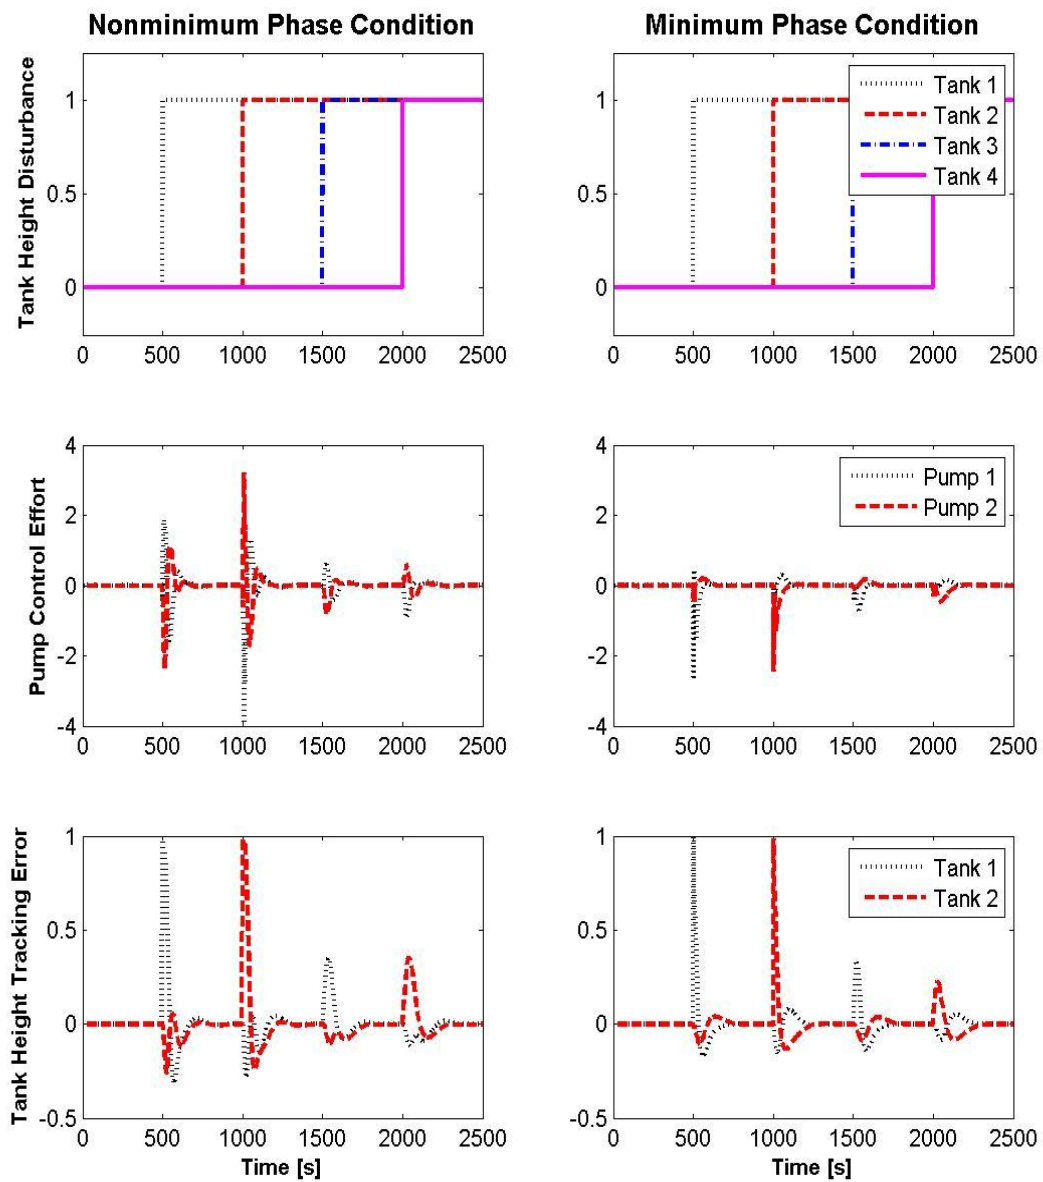 Nonminimum Phase Condition
Minimum Phase Condition
Tank Height Disturbance
1
0.5
0
0 500 1000 1500 2000 2500
1
0.5
0
0 500 1000 1500 2000 2500
Tank 1
Tank 2
Tank 3
Tank 4
Pump Control Effort
4
2
0
-2
-4
0 500 1000 1500 2000 2500
4
2
0
-2
-4
0 500 1000 1500 2000 2500
Pump 1
Pump 2
Tank Height Tracking Error
1
0.5
0
-0.5
0 500 1000 1500 2000 2500
Time [s]
1
0.5
0
-0.5
0 500 1000 1500 2000 2500
Time [s]
Tank 1
Tank 2